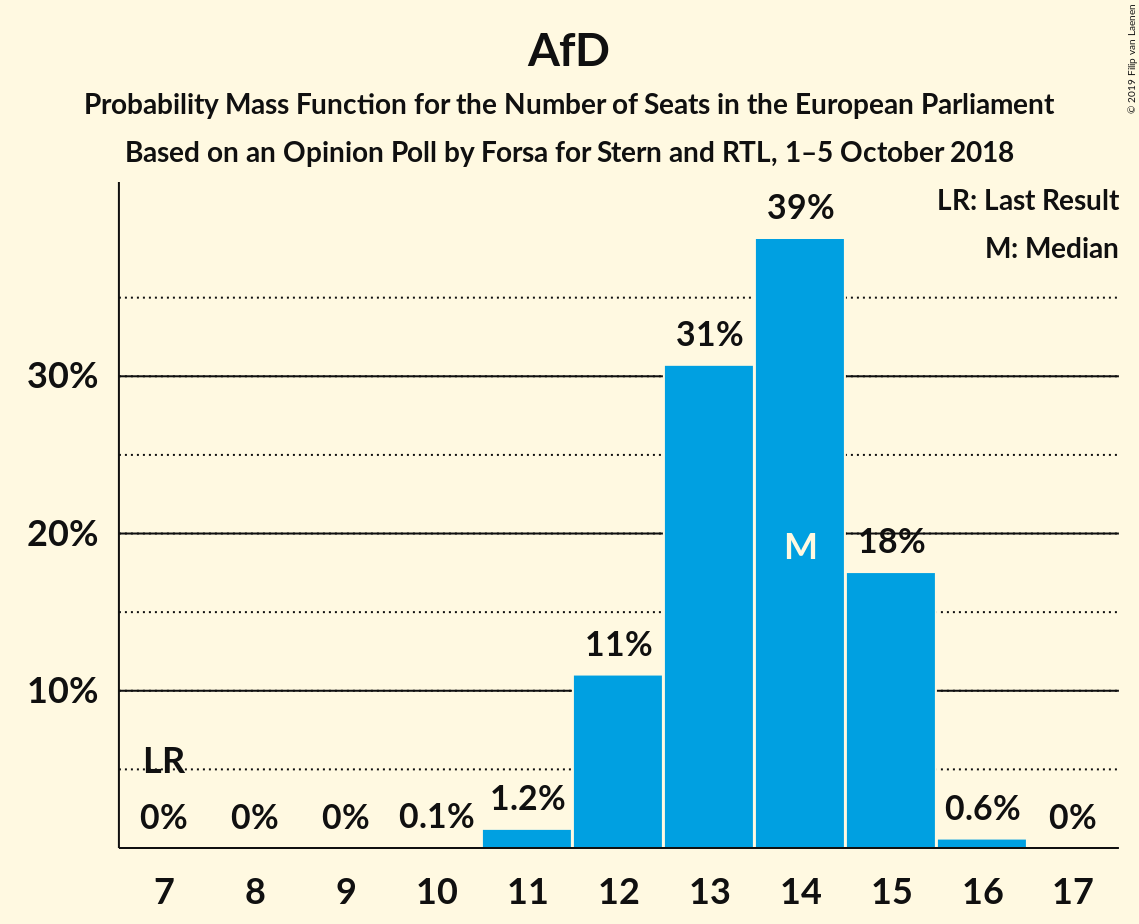 AfD
Probability Mass Function for the Number of Seats in the European Parliament
Based on an Opinion Poll by Forsa for Stern and RTL, 1–5 October 2018
© 2019 Filip van Laenen
LR: Last Result
M: Median
39%
31%
30%
20%
M
18%
11%
10%
LR
0%
0%
0%
0.1%
1.2%
0.6%
0%
7 8 9 10 11 12 13 14 15 16 17